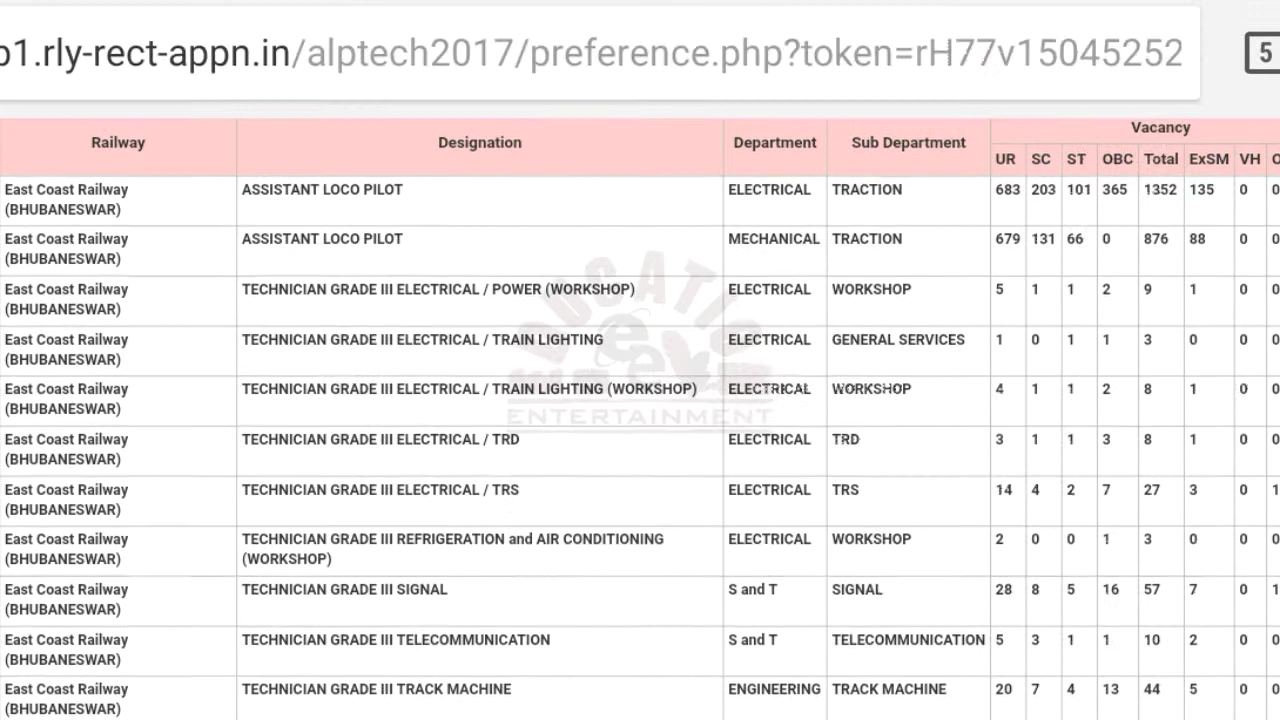 o1.rly-rect-appn.in/alptech2017/preference.php?token=rH77v15045252 5
Railway Designation Department Sub Department Vacancy
UR SC ST OBC Total ExSM VH
East Coast Railway (BHUBANESWAR) ASSISTANT LOCO PILOT ELECTRICAL TRACTION 683 203 101 365 1352 135 0 0
East Coast Railway (BHUBANESWAR) ASSISTANT LOCO PILOT MECHANICAL TRACTION 679 131 66 0 876 88 0 0
East Coast Railway (BHUBANESWAR) TECHNICIAN GRADE III ELECTRICAL / POWER (WORKSHOP) ELECTRICAL WORKSHOP 5 1 1 2 9 1 0 0
East Coast Railway (BHUBANESWAR) TECHNICIAN GRADE III ELECTRICAL / TRAIN LIGHTING ELECTRICAL GENERAL SERVICES 1 0 1 1 3 0 0 0
East Coast Railway (BHUBANESWAR) TECHNICIAN GRADE III ELECTRICAL / TRAIN LIGHTING (WORKSHOP) ELECTRICAL WORKSHOP 4 1 1 2 8 1 0 0
ENTERTAINMENT
East Coast Railway (BHUBANESWAR) TECHNICIAN GRADE III ELECTRICAL / TRD ELECTRICAL TRD 3 1 1 3 8 1 0 0
East Coast Railway (BHUBANESWAR) TECHNICIAN GRADE III ELECTRICAL / TRS ELECTRICAL TRS 14 4 2 7 27 3 0 1
East Coast Railway (BHUBANESWAR) TECHNICIAN GRADE III REFRIGERATION and AIR CONDITIONING (WORKSHOP) ELECTRICAL WORKSHOP 2 0 0 1 3 0 0 0
East Coast Railway (BHUBANESWAR) TECHNICIAN GRADE III SIGNAL S and T SIGNAL 28 8 5 16 57 7 0 1
East Coast Railway (BHUBANESWAR) TECHNICIAN GRADE III TELECOMMUNICATION S and T TELECOMMUNICATION 5 3 1 1 10 2 0 0
East Coast Railway (BHUBANESWAR) TECHNICIAN GRADE III TRACK MACHINE ENGINEERING TRACK MACHINE 20 7 4 13 44 5 0 0